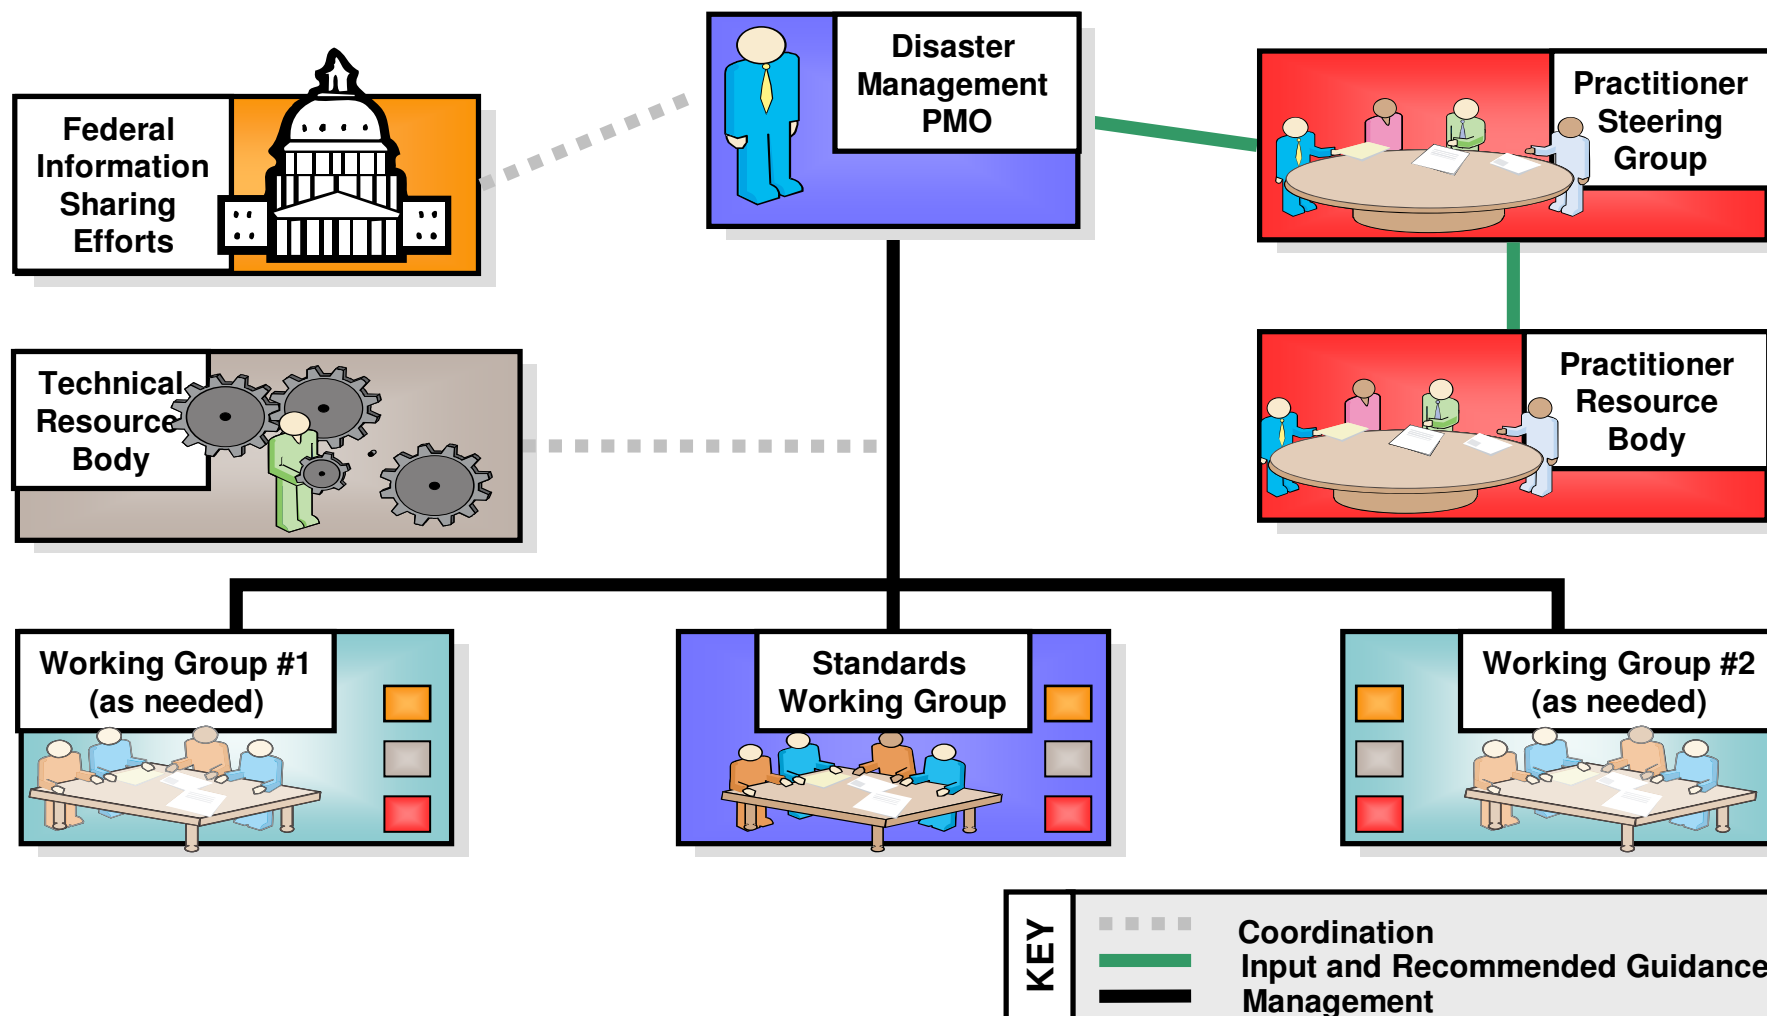 Federal
Information
Sharing
Efforts
Disaster
Management
PMO
Practitioner
Steering
Group
Technical
Resource
Body
Practitioner
Resource
Body
Working Group #1
(as needed)
Standards
Working Group
Working Group #2
(as needed)
KEY
Coordination
Input and Recommended Guidance
Management